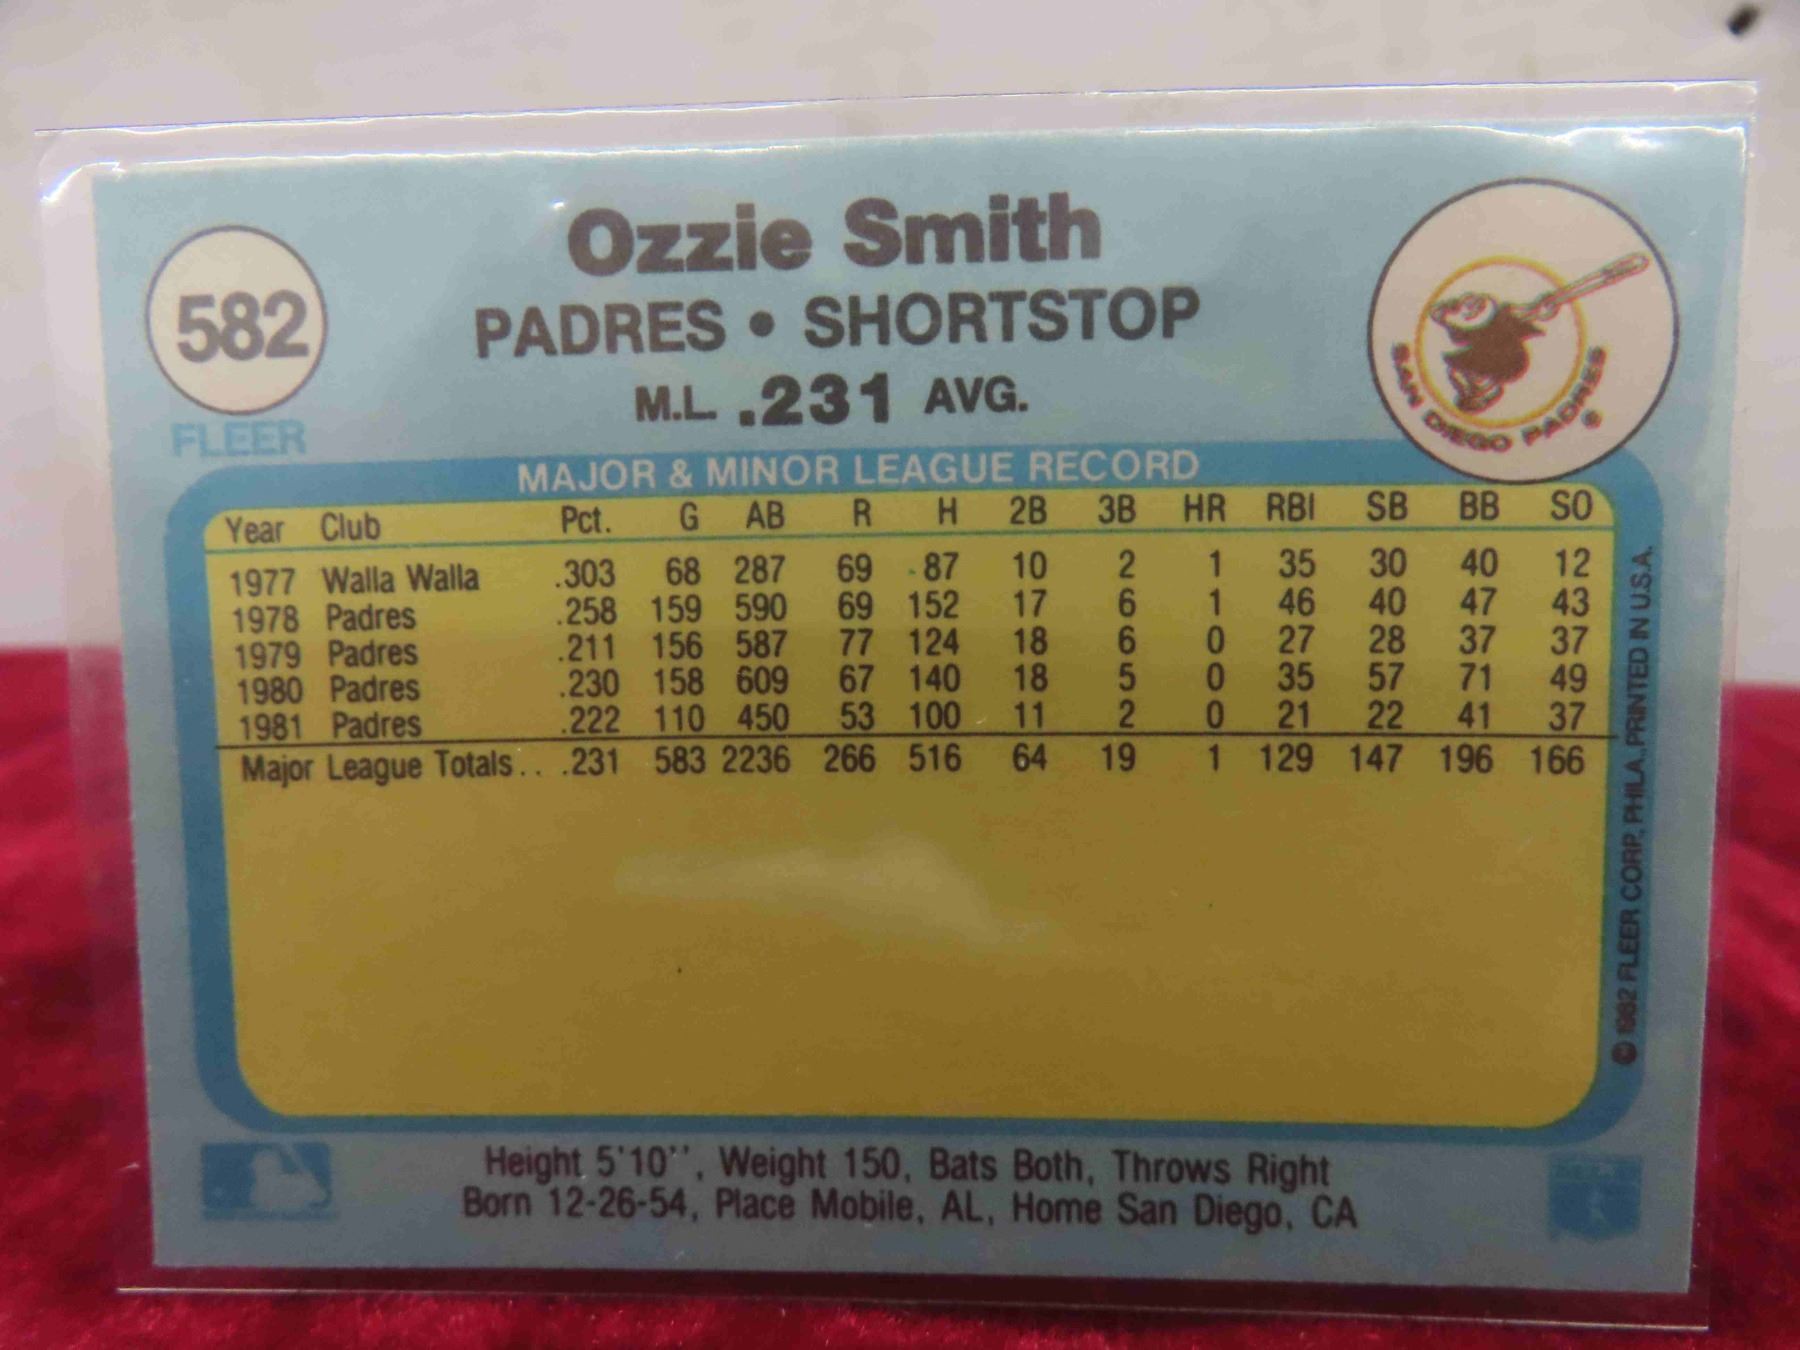 Ozzie Smith
582
PADRES • SHORTSTOP
M.L. .231 AVG.
SAN DIEGO PADRES ®
FLEER
MAJOR & MINOR LEAGUE RECORD
Year Club Pct. G AB R H 2B 3B HR RBI SB BB SO
1977 Walla Walla .303 68 287 69 87 10 2 1 35 30 40 12
1978 Padres .258 159 590 69 152 17 6 1 46 40 47 43
1979 Padres .211 156 587 77 124 18 6 0 27 28 37 37
1980 Padres .230 158 609 67 140 18 5 0 35 57 71 49
1981 Padres .222 110 450 53 100 11 2 0 21 22 41 37
Major League Totals... .231 583 2236 266 516 64 19 1 129 147 196 166
© 1982 FLEER CORP., PHILA. PRINTED IN U.S.A.
Height 5'10'', Weight 150, Bats Both, Throws Right
Born 12-26-54, Place Mobile, AL, Home San Diego, CA